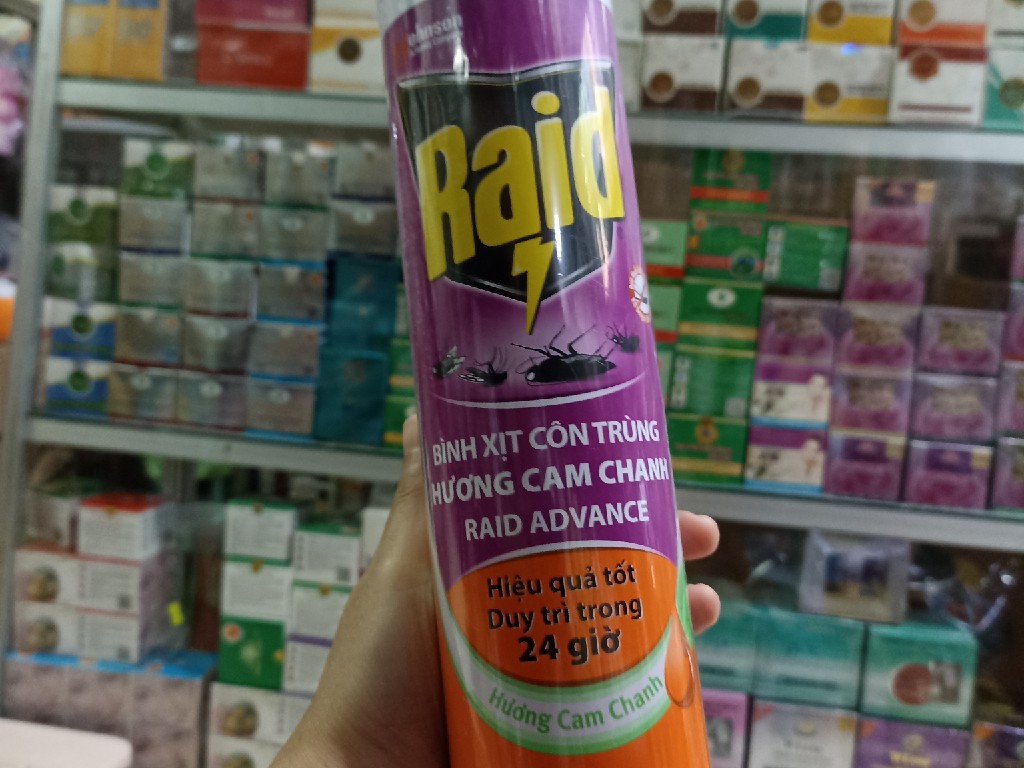 Johnson
Raid
BÌNH XỊT CÔN TRÙNG
HƯƠNG CAM CHANH
RAID ADVANCE
Hiệu quả tốt
Duy trì trong
24 giờ
Hương Cam Chanh